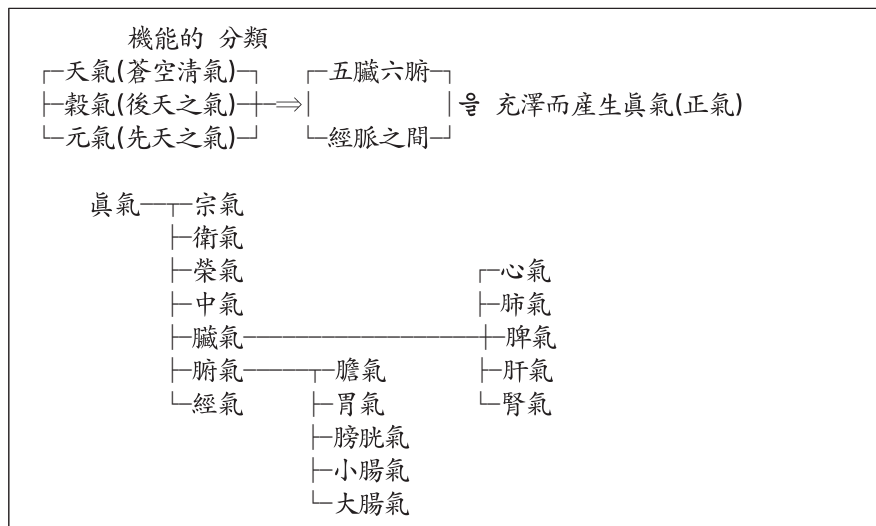 機能的 分類
天氣(蒼空淸氣)
五臟六腑
穀氣(後天之氣) ⇒ 을 充澤而産生眞氣(正氣)
元氣(先天之氣)
經脈之間
眞氣 宗氣
衛氣
榮氣 心氣
中氣 肺氣
臟氣 脾氣
腑氣 膽氣 肝氣
經氣 胃氣 腎氣
膀胱氣
小腸氣
大腸氣